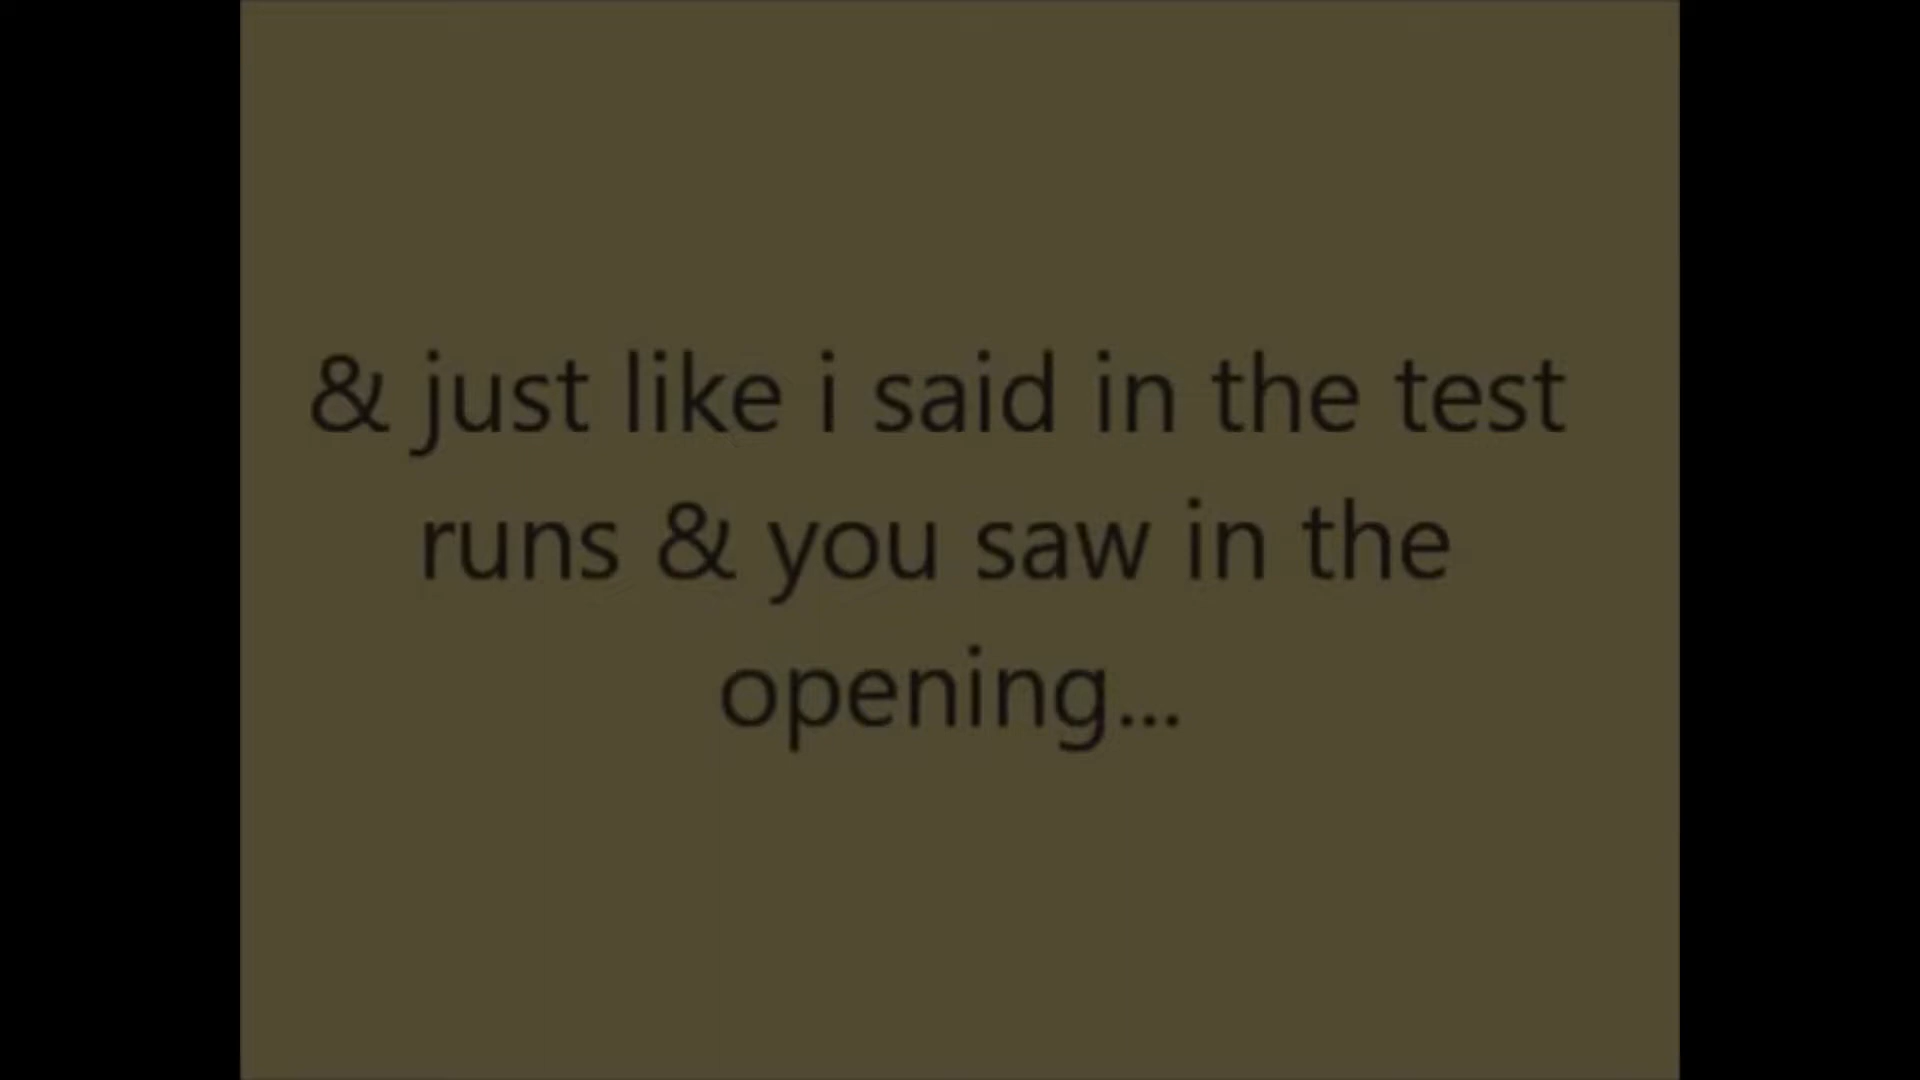 & just like i said in the test
runs & you saw in the
opening...